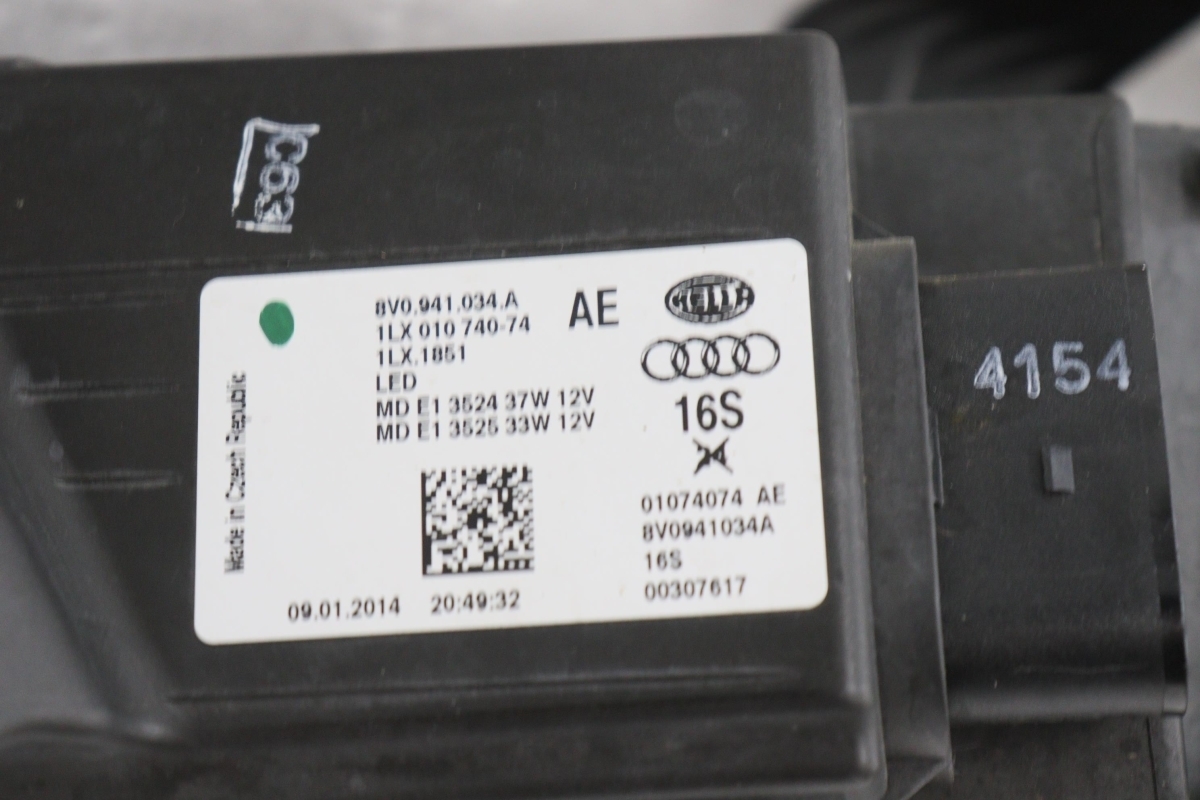 C63
8V0.941.034.A
1LX 010 740-74
1LX.1851
LED
MD E1 3524 37W 12V
MD E1 3525 33W 12V
AE
HELLA
16S
01074074 AE
8V0941034A
16S
00307617
Made in Czech Republic
09.01.2014 20:49:32
4154